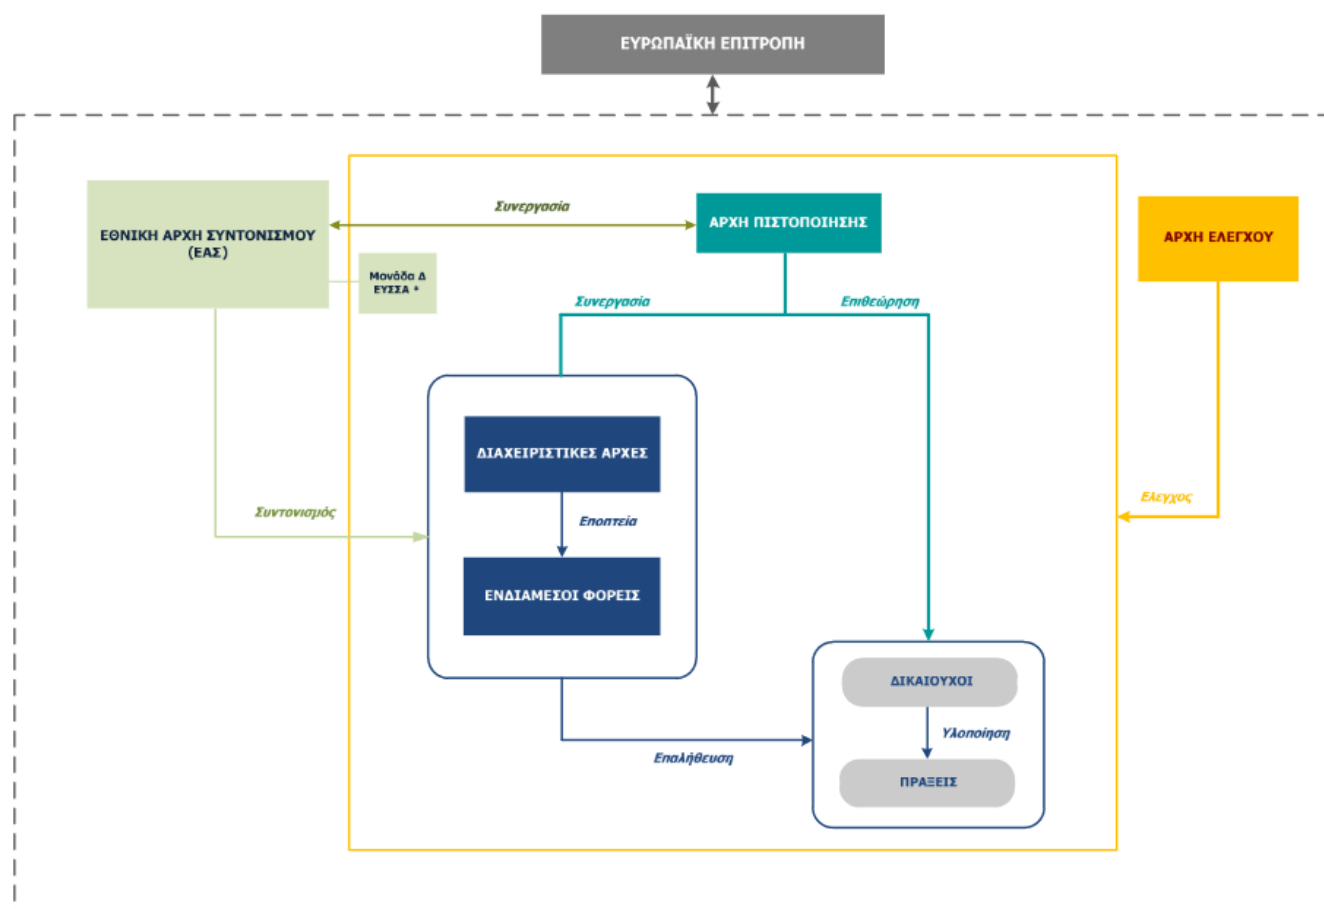 ΕΥΡΩΠΑΪΚΗ ΕΠΙΤΡΟΠΗ
ΕΘΝΙΚΗ ΑΡΧΗ ΣΥΝΤΟΝΙΣΜΟΥ
(ΕΑΣ)
Συνεργασία
ΑΡΧΗ ΠΙΣΤΟΠΟΙΗΣΗΣ
ΑΡΧΗ ΕΛΕΓΧΟΥ
Μονάδα Δ
ΕΥΣΣΑ *
Συνεργασία
Επιθεώρηση
ΔΙΑΧΕΙΡΙΣΤΙΚΕΣ ΑΡΧΕΣ
Συντονισμός
Εποπτεία
Ελεγχος
ΕΝΔΙΑΜΕΣΟΙ ΦΟΡΕΙΣ
ΔΙΚΑΙΟΥΧΟΙ
Υλοποίηση
Επαλήθευση
ΠΡΑΞΕΙΣ